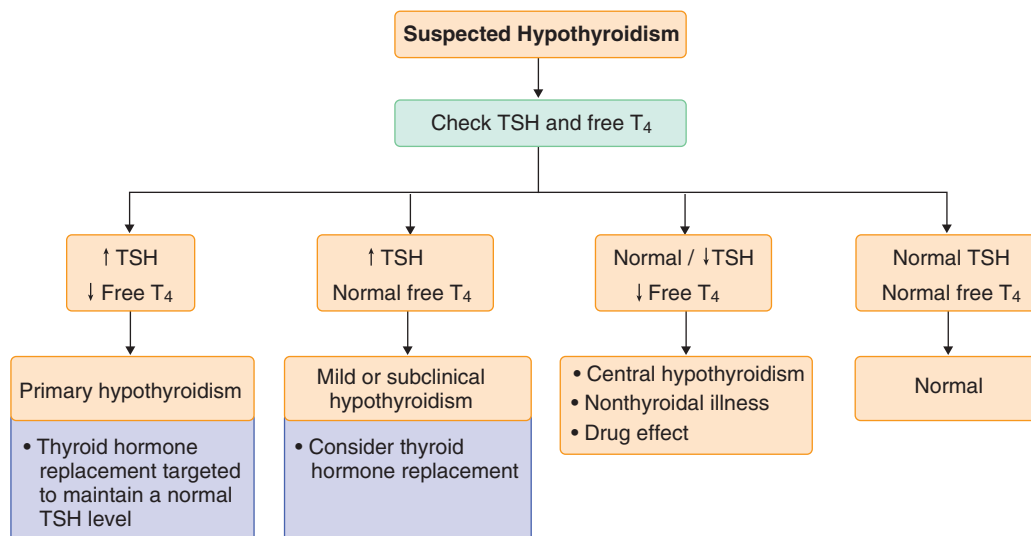 Suspected Hypothyroidism
Check TSH and free T₄
↑ TSH
↓ Free T₄
↑ TSH
Normal free T₄
Normal / ↓TSH
↓ Free T₄
Normal TSH
Normal free T₄
Primary hypothyroidism
• Thyroid hormone
replacement targeted
to maintain a normal
TSH level
Mild or subclinical
hypothyroidism
• Consider thyroid
hormone replacement
• Central hypothyroidism
• Nonthyroidal illness
• Drug effect
Normal